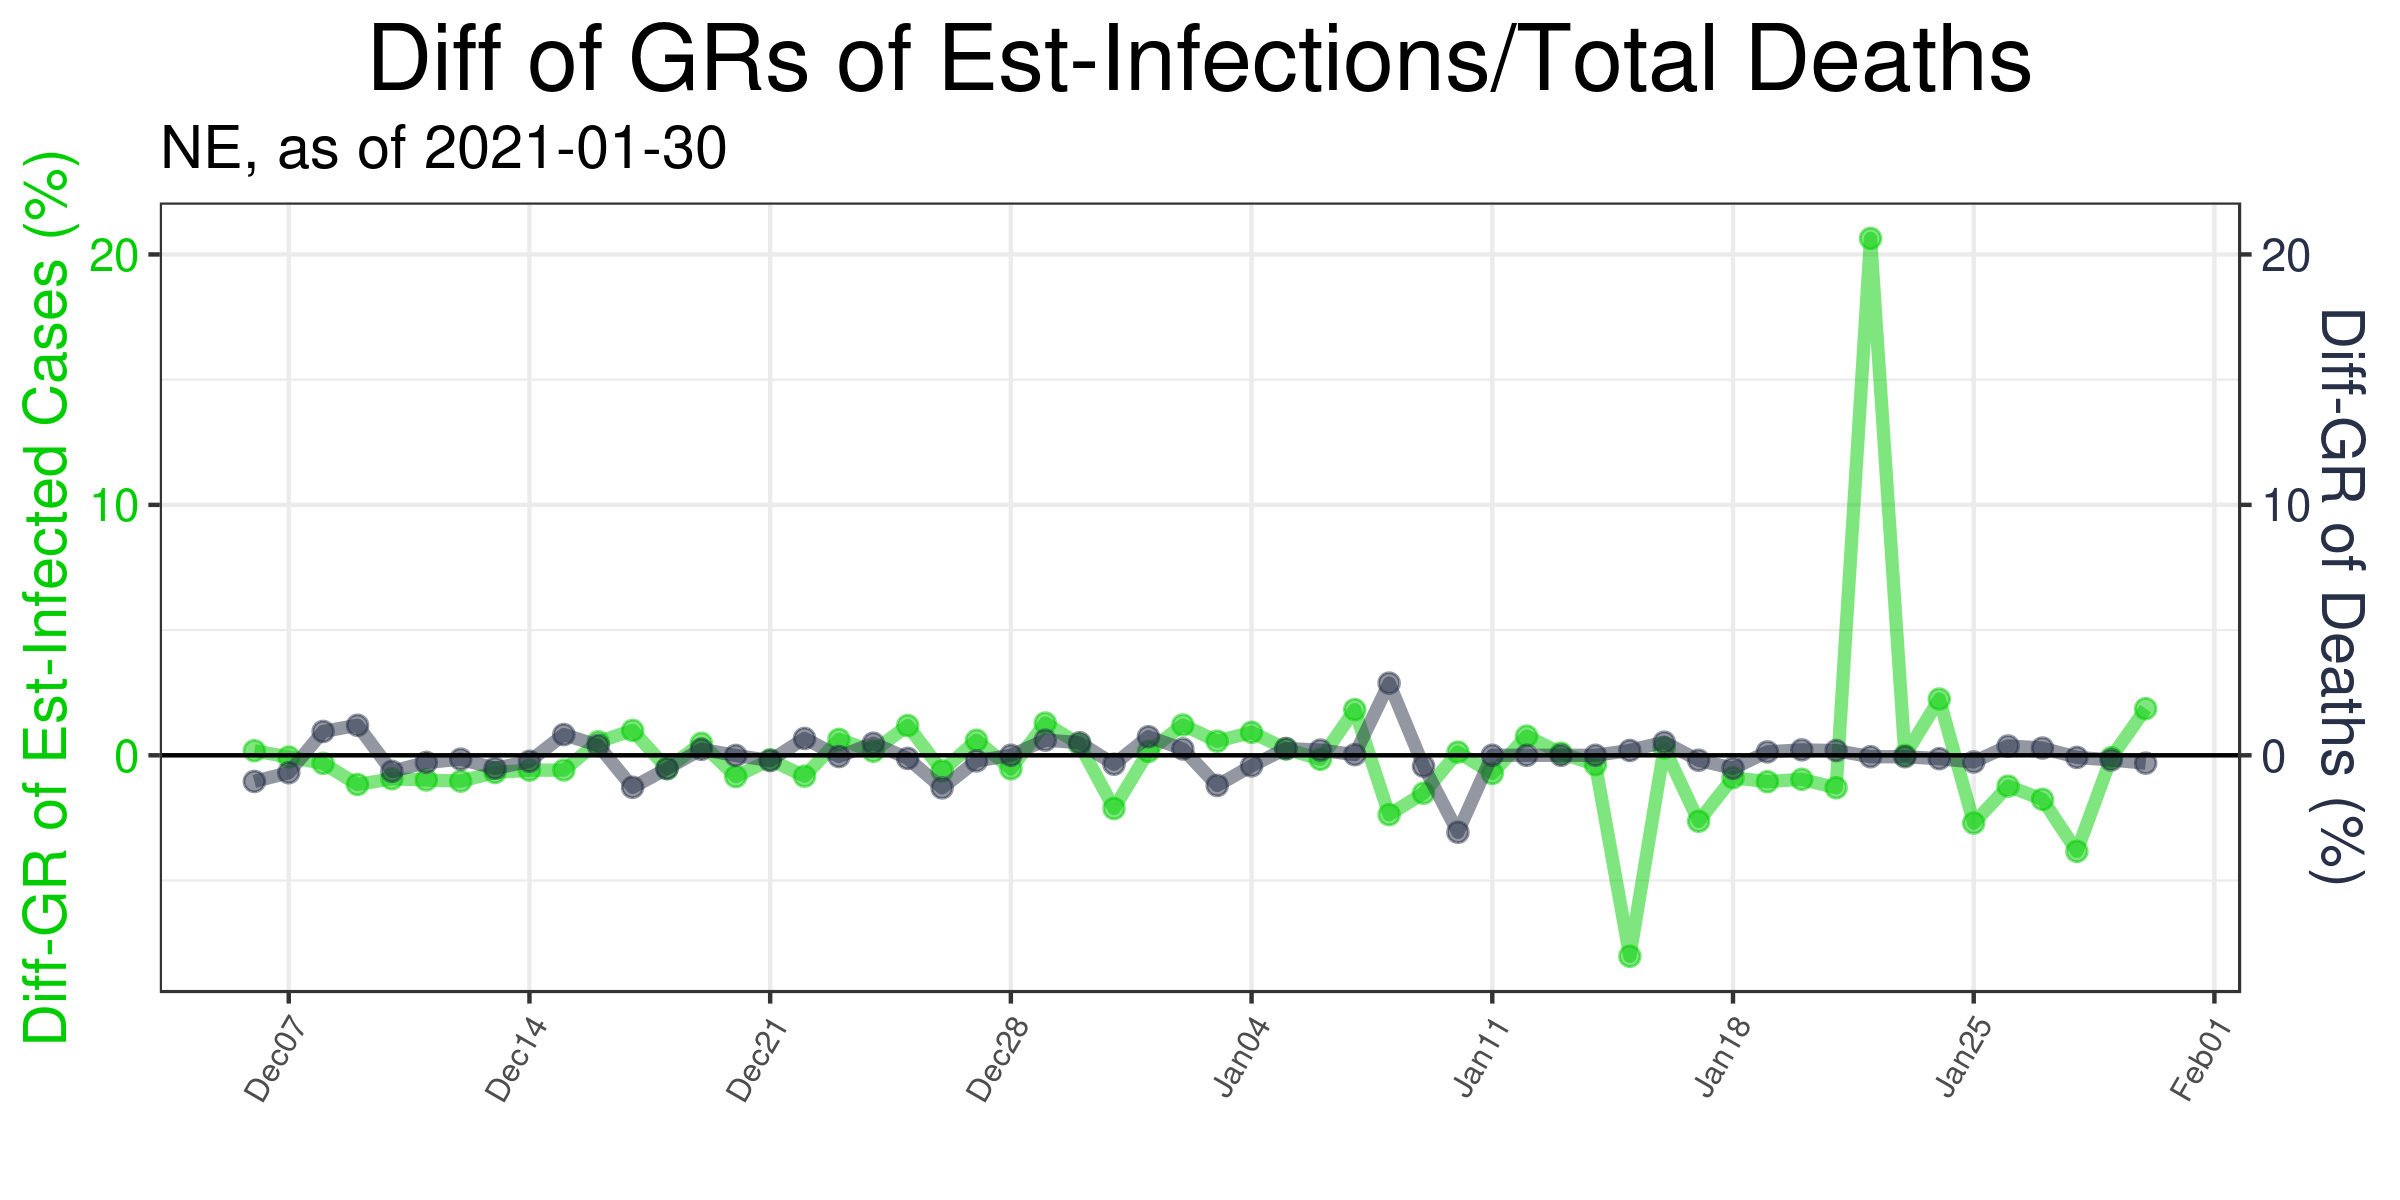 Diff of GRs of Est-Infections/Total Deaths
NE, as of 2021-01-30
Diff-GR of Est-Infected Cases (%)
20
10
0
20
10
0
Diff-GR of Deaths (%)
Dec07
Dec14
Dec21
Dec28
Jan04
Jan11
Jan18
Jan25
Feb01